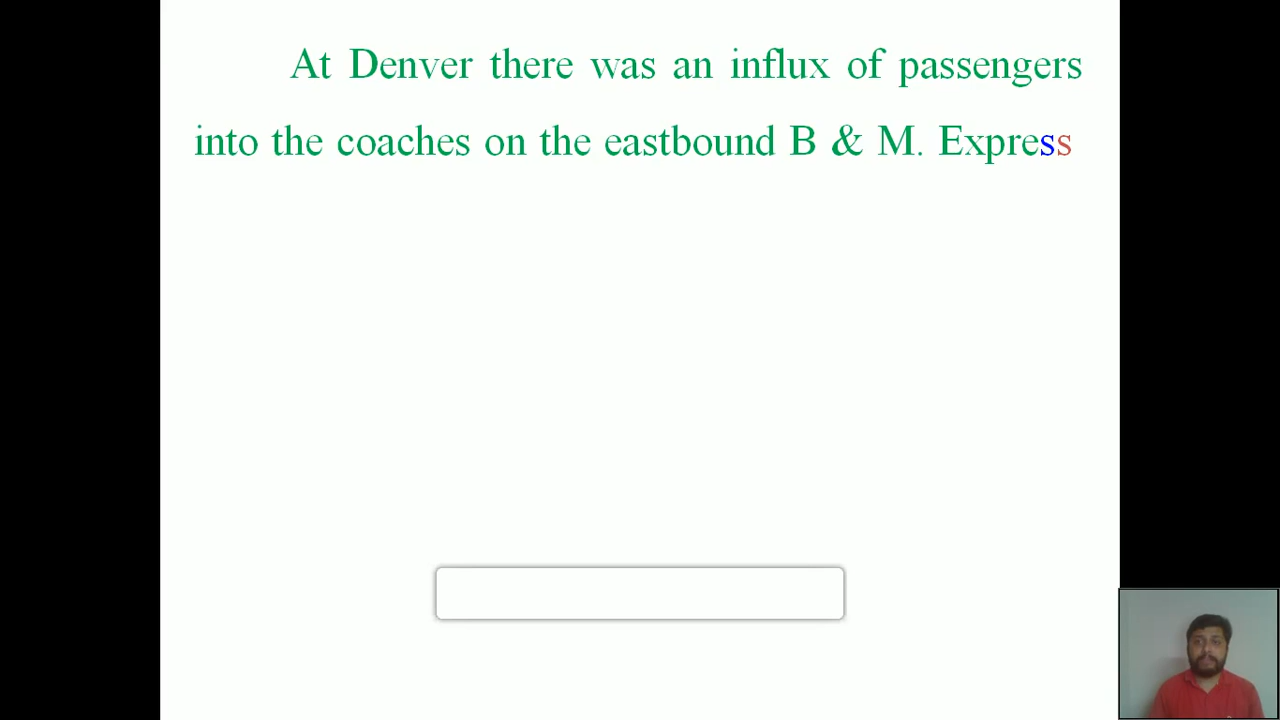 At Denver there was an influx of passengers
into the coaches on the eastbound B & M. Express